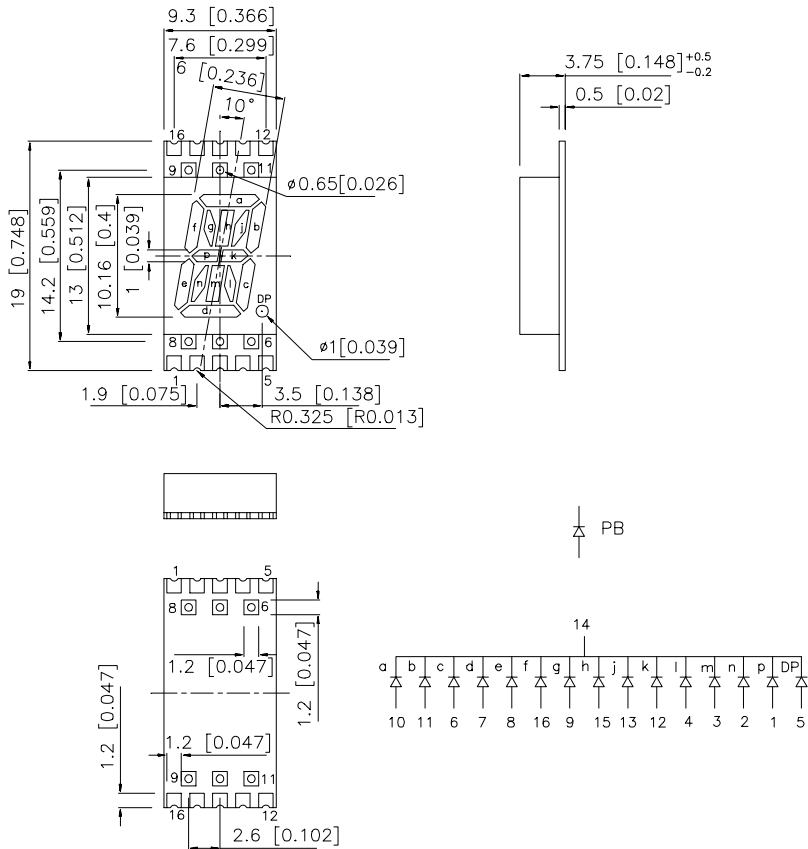 9.3 [0.366]
7.6 [0.299]
6 [0.236]
10°
16 12
9 11
ø0.65[0.026]
a
f g h j b
p k
e n m l c
d
DP
8 6
ø1[0.039]
1 5
1.9 [0.075] 3.5 [0.138]
R0.325 [R0.013]
19 [0.748]
14.2 [0.559]
13 [0.512]
10.16 [0.4]
1 [0.039]
3.75 [0.148] +0.5 -0.2
0.5 [0.02]
1 5
8 6
1.2 [0.047]
1.2 [0.047]
1.2 [0.047]
1.2 [0.047]
9 11
16 12
2.6 [0.102]
PB
14
a b c d e f g h j k l m n p DP
10 11 6 7 8 16 9 15 13 12 4 3 2 1 5